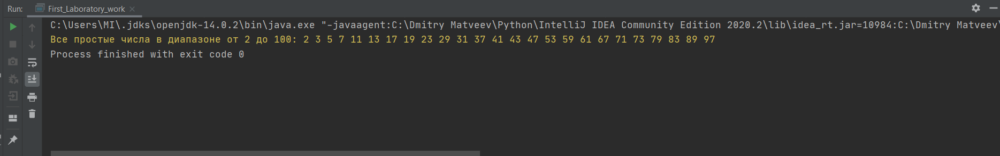 Run: First_Laboratory_work
C:\Users\MI\.jdks\openjdk-14.0.2\bin\java.exe "-javaagent:C:\Dmitry Matveev\Python\IntelliJ IDEA Community Edition 2020.2\lib\idea_rt.jar=10984:C:\Dmitry Matveev\
Все простые числа в диапазоне от 2 до 100: 2 3 5 7 11 13 17 19 23 29 31 37 41 43 47 53 59 61 67 71 73 79 83 89 97
Process finished with exit code 0